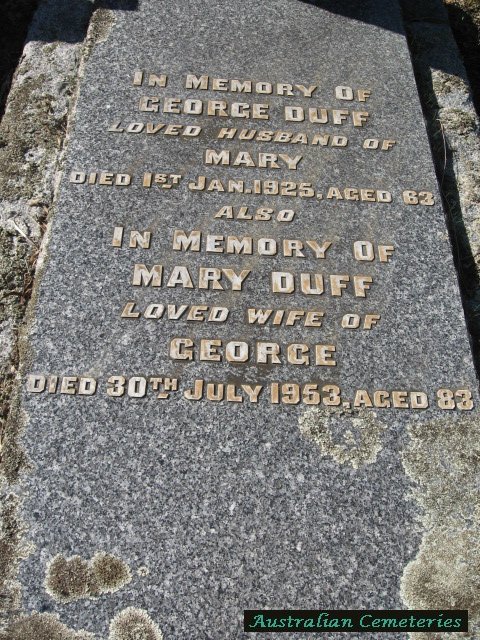 In Memory Of
George Duff
Loved Husband of
Mary
Died 1st Jan. 1925, Aged 63
Also
In Memory Of
Mary Duff
Loved Wife of
George
Died 30th July 1953, Aged 83
Australian Cemeteries